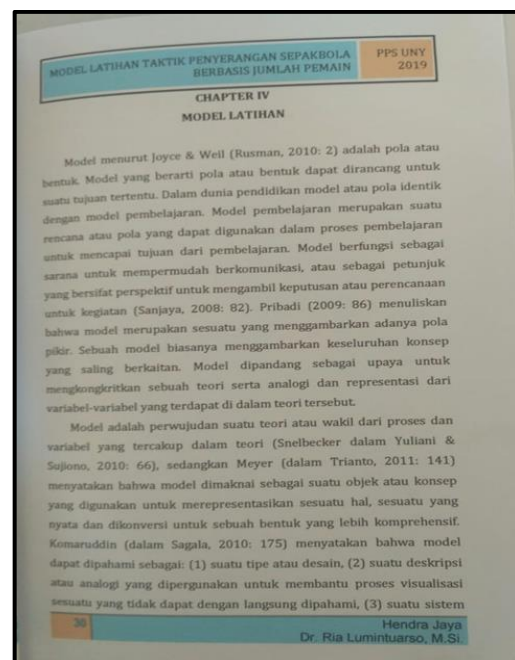 MODEL LATIHAN TAKTIK PENYERANGAN SEPAKBOLA
BERBASIS JUMLAH PEMAIN
PPS UNY
2019
CHAPTER IV
MODEL LATIHAN
Model menurut Joyce & Weil (Rusman, 2010: 2) adalah pola atau
bentuk. Model yang berarti pola atau bentuk dapat dirancang untuk
suatu tujuan tertentu. Dalam dunia pendidikan model atau pola identik
dengan model pembelajaran. Model pembelajaran merupakan suatu
rencana atau pola yang dapat digunakan dalam proses pembelajaran
untuk mencapai tujuan dari pembelajaran. Model berfungsi sebagai
sarana untuk mempermudah berkomunikasi, atau sebagai petunjuk
yang bersifat perspektif untuk mengambil keputusan atau perencanaan
untuk kegiatan (Sanjaya, 2008: 82). Pribadi (2009: 86) menuliskan
bahwa model merupakan sesuatu yang menggambarkan adanya pola
pikir. Sebuah model biasanya menggambarkan keseluruhan konsep
yang saling berkaitan. Model dipandang sebagai upaya untuk
mengkongkritkan sebuah teori serta analogi dan representasi dari
variabel-variabel yang terdapat di dalam teori tersebut.
Model adalah perwujudan suatu teori atau wakil dari proses dan
variabel yang tercakup dalam teori (Snelbecker dalam Yuliani &
Sujiono, 2010: 66), sedangkan Meyer (dalam Trianto, 2011: 141)
menyatakan bahwa model dimaknai sebagai suatu objek atau konsep
yang digunakan untuk merepresentasikan sesuatu hal, sesuatu yang
nyata dan dikonversi untuk sebuah bentuk yang lebih komprehensif.
Komaruddin (dalam Sagala, 2010: 175) menyatakan bahwa model
dapat dipahami sebagai: (1) suatu tipe atau desain, (2) suatu deskripsi
atau analogi yang dipergunakan untuk membantu proses visualisasi
sesuatu yang tidak dapat dengan langsung dipahami, (3) suatu sistem
30
Hendra Jaya
Dr. Ria Lumintuarso, M.Si.